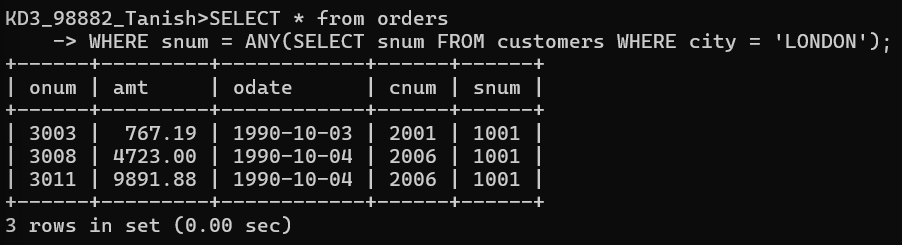 KD3_98882_Tanish>SELECT * from orders
    -> WHERE snum = ANY(SELECT snum FROM customers WHERE city = 'LONDON');
+------+---------+------------+------+------+
| onum | amt     | odate      | cnum | snum |
+------+---------+------------+------+------+
| 3003 |  767.19 | 1990-10-03 | 2001 | 1001 |
| 3008 | 4723.00 | 1990-10-04 | 2006 | 1001 |
| 3011 | 9891.88 | 1990-10-04 | 2006 | 1001 |
+------+---------+------------+------+------+
3 rows in set (0.00 sec)